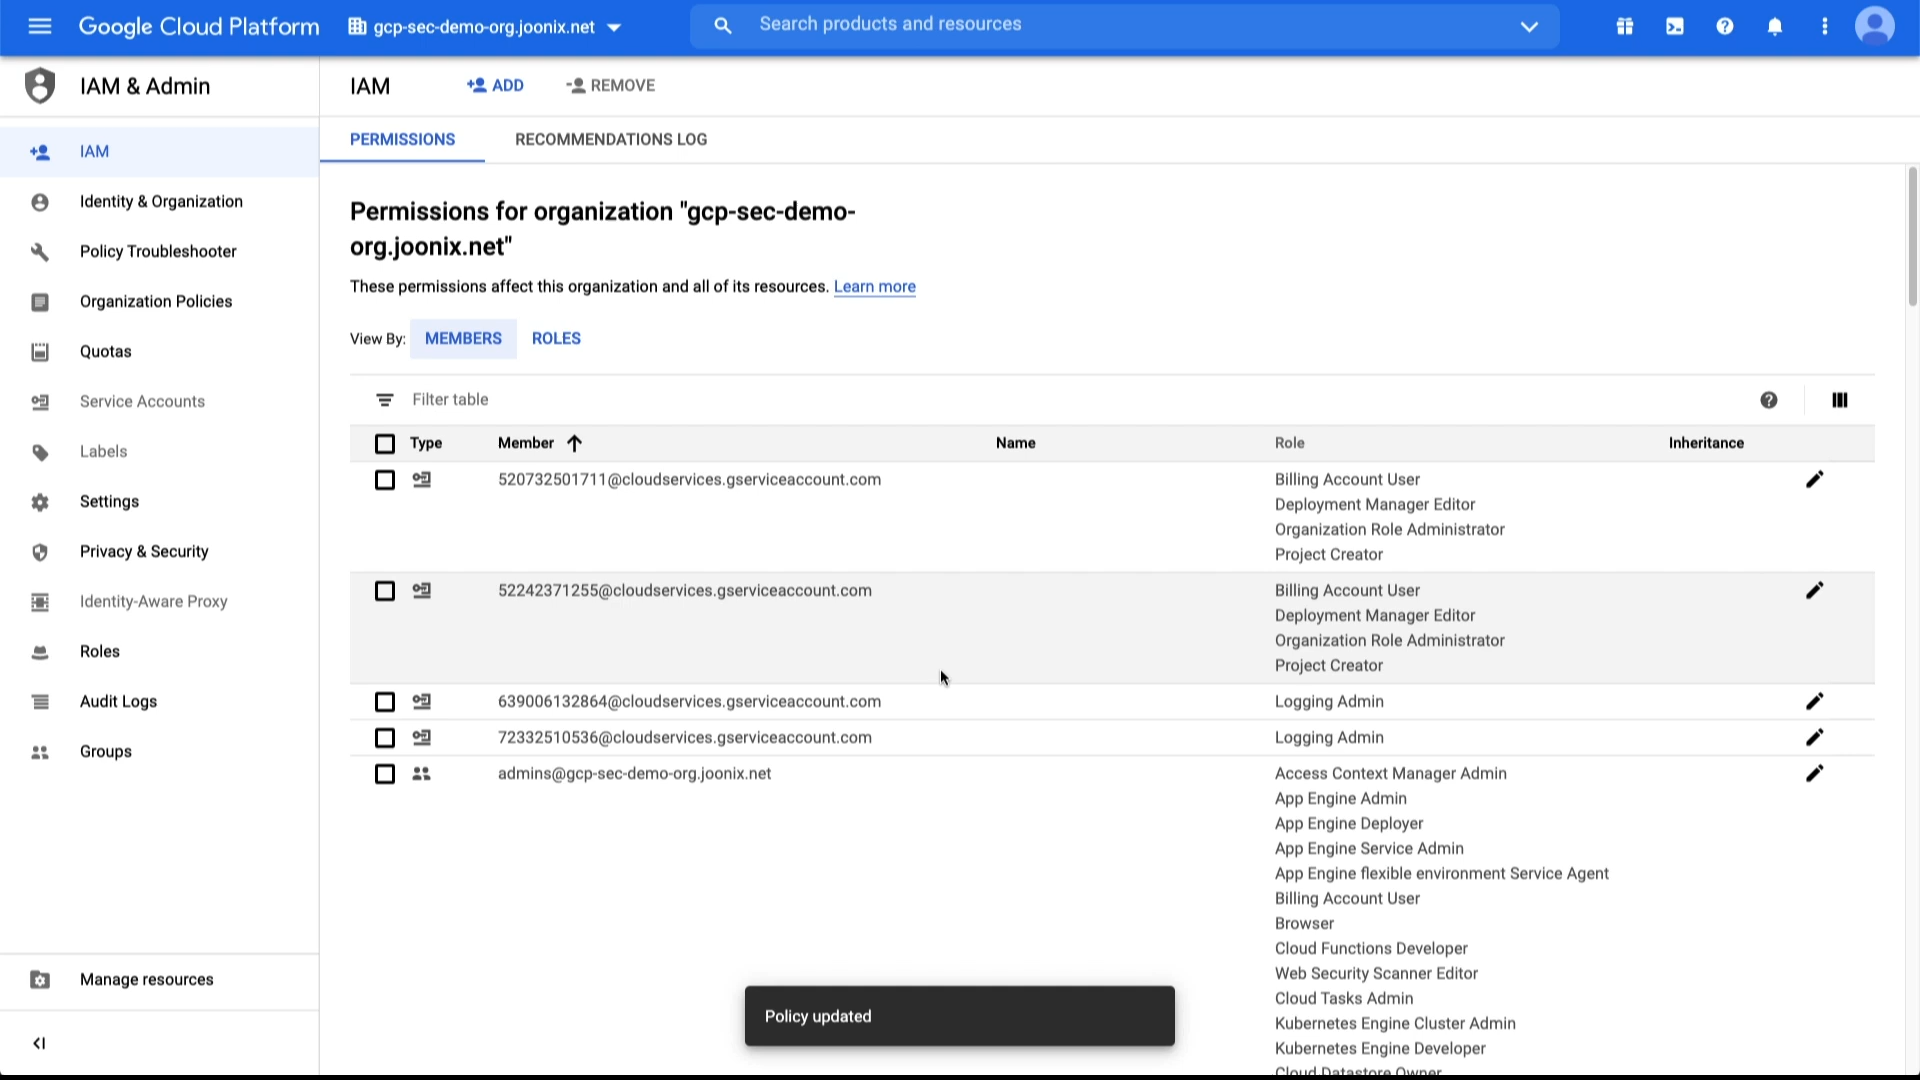 Google Cloud Platform
gcp-sec-demo-org.joonix.net
Search products and resources
IAM & Admin
IAM
ADD
REMOVE
IAM
Identity & Organization
Policy Troubleshooter
Organization Policies
Quotas
Service Accounts
Labels
Settings
Privacy & Security
Identity-Aware Proxy
Roles
Audit Logs
Groups
Manage resources
PERMISSIONS RECOMMENDATIONS LOG
Permissions for organization "gcp-sec-demo-
org.joonix.net"
These permissions affect this organization and all of its resources. Learn more
View By: MEMBERS ROLES
Filter table
Type Member Name Role Inheritance
520732501711@cloudservices.gserviceaccount.com Billing Account User
Deployment Manager Editor
Organization Role Administrator
Project Creator
52242371255@cloudservices.gserviceaccount.com Billing Account User
Deployment Manager Editor
Organization Role Administrator
Project Creator
639006132864@cloudservices.gserviceaccount.com Logging Admin
72332510536@cloudservices.gserviceaccount.com Logging Admin
admins@gcp-sec-demo-org.joonix.net Access Context Manager Admin
App Engine Admin
App Engine Deployer
App Engine Service Admin
App Engine flexible environment Service Agent
Billing Account User
Browser
Cloud Functions Developer
Web Security Scanner Editor
Cloud Tasks Admin
Kubernetes Engine Cluster Admin
Kubernetes Engine Developer
Cloud Datastore Owner
Policy updated